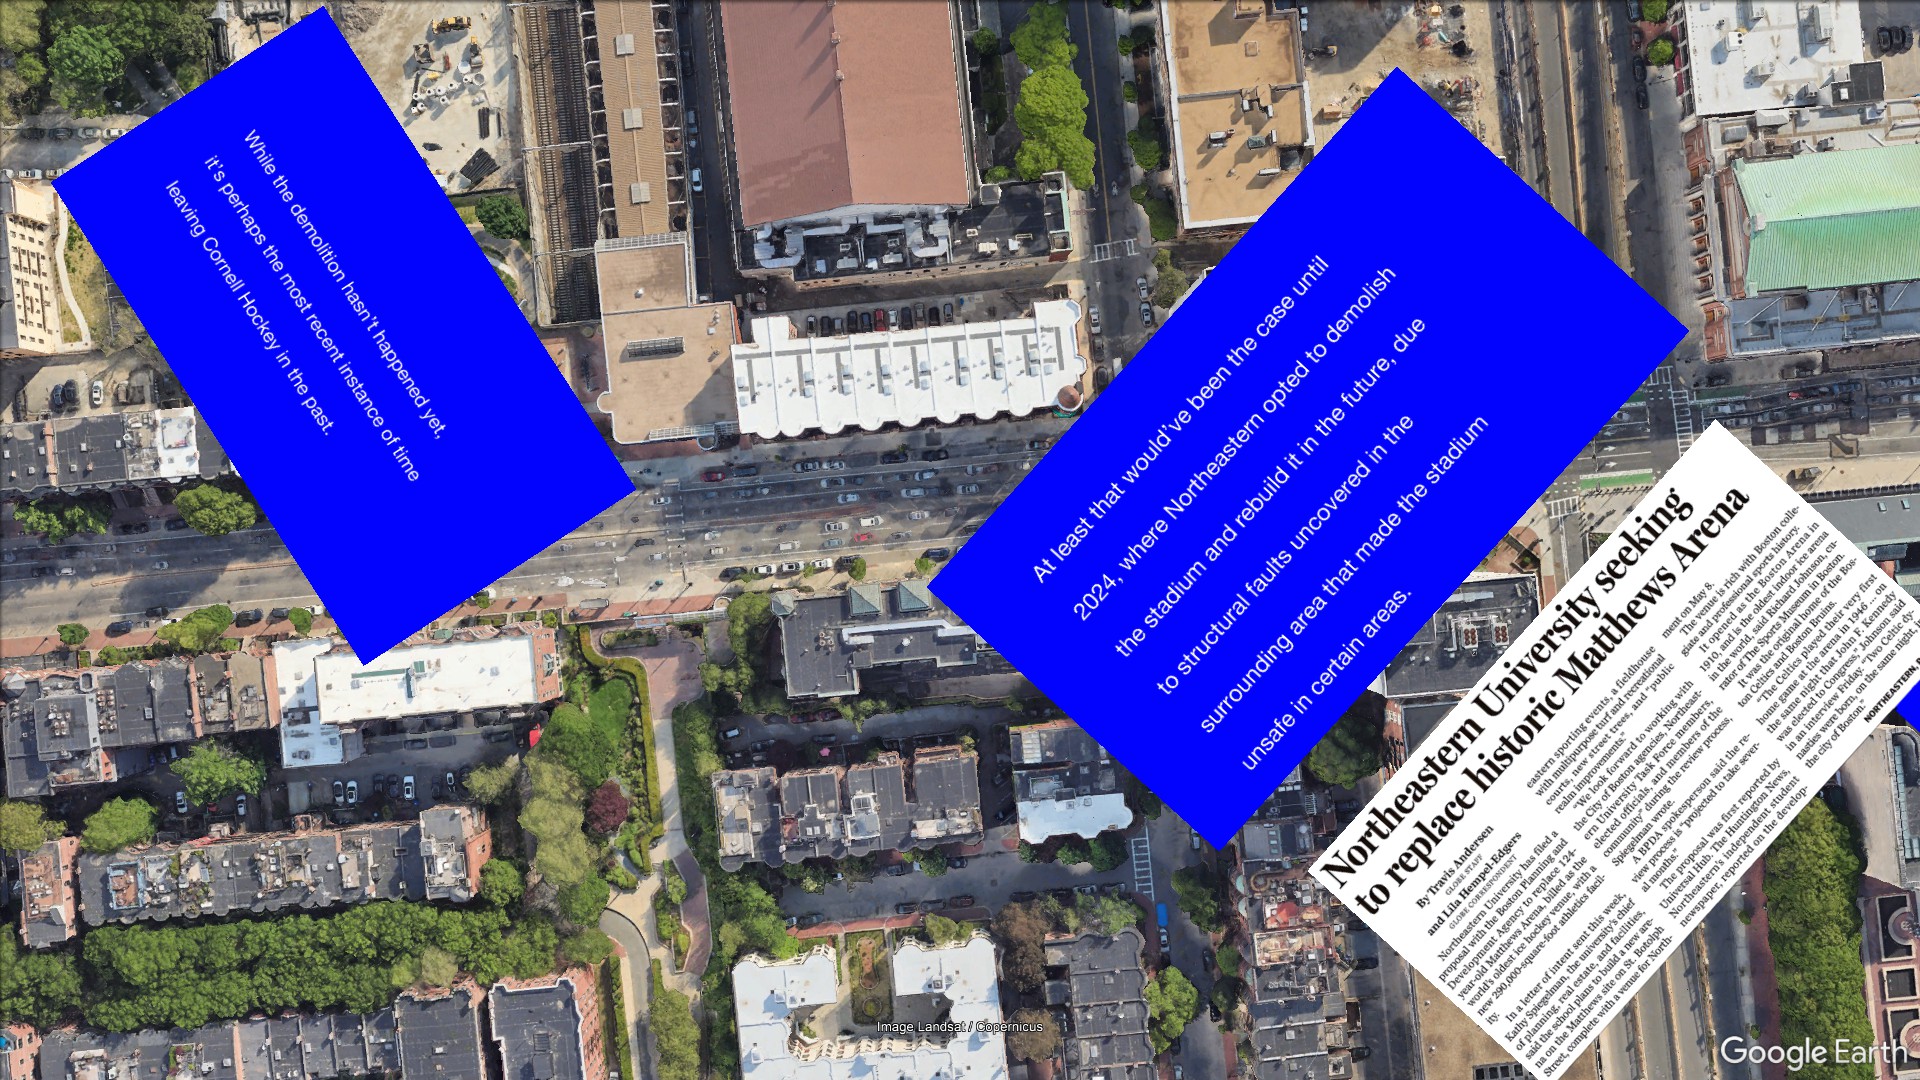 While the demolition hasn't happened yet,
it's perhaps the most recent instance of time
leaving Cornell Hockey in the past.
At least that would've been the case until
2024, where Northeastern opted to demolish
the stadium and rebuild it in the future, due
to structural faults uncovered in the
surrounding area that made the stadium
unsafe in certain areas.
Northeastern University seeking
to replace historic Matthews Arena
By Travis Andersen
GLOBE STAFF
and Lila Hempel-Edgers
GLOBE CORRESPONDENT
Northeastern University has filed a
proposal with the Boston Planning and
Development Agency to replace 124-
year-old Matthews Arena, billed as the
world's oldest ice hockey venue, with a
new 290,000-square-foot athletics facil-
ity.
In a letter of intent sent this week,
Kathy Spiegelman, the university's chief
of planning, real estate, and facilities,
said the school plans to build a new are-
na on the Matthews site on St. Botolph
Street, complete with a venue for North-
eastern sporting events, a fieldhouse
with multipurpose turf and recreational
courts, new street trees, and "public
realm improvements."
"We look forward to working with
the City of Boston agencies, Northeast-
ern University Task Force members,
elected officials, and members of the
community" during the review process,
Spiegelman wrote.
A BPDA spokesperson said the re-
view process is "projected to take sever-
al months."
The proposal was first reported by
Universal Hub. The Huntington News,
Northeastern's independent student
newspaper, reported on the develop-
ment on May 8.
The venue is rich with Boston colle-
giate and professional sports history.
It opened as the Boston Arena in
1910, and is the oldest indoor ice arena
in the world, said Richard Johnson, cu-
rator of The Sports Museum in Boston.
It was the original home of the Bos-
ton Celtics and Boston Bruins.
"The Celtics played their very first
home game at the arena in 1946 ... on
the same night that John F. Kennedy
was elected to Congress," Johnson said
in an interview Friday. "Two Celtic dy-
nasties were born, on the same night,
the city of Boston."
NORTHEASTERN,
Image Landsat / Copernicus
Google Earth